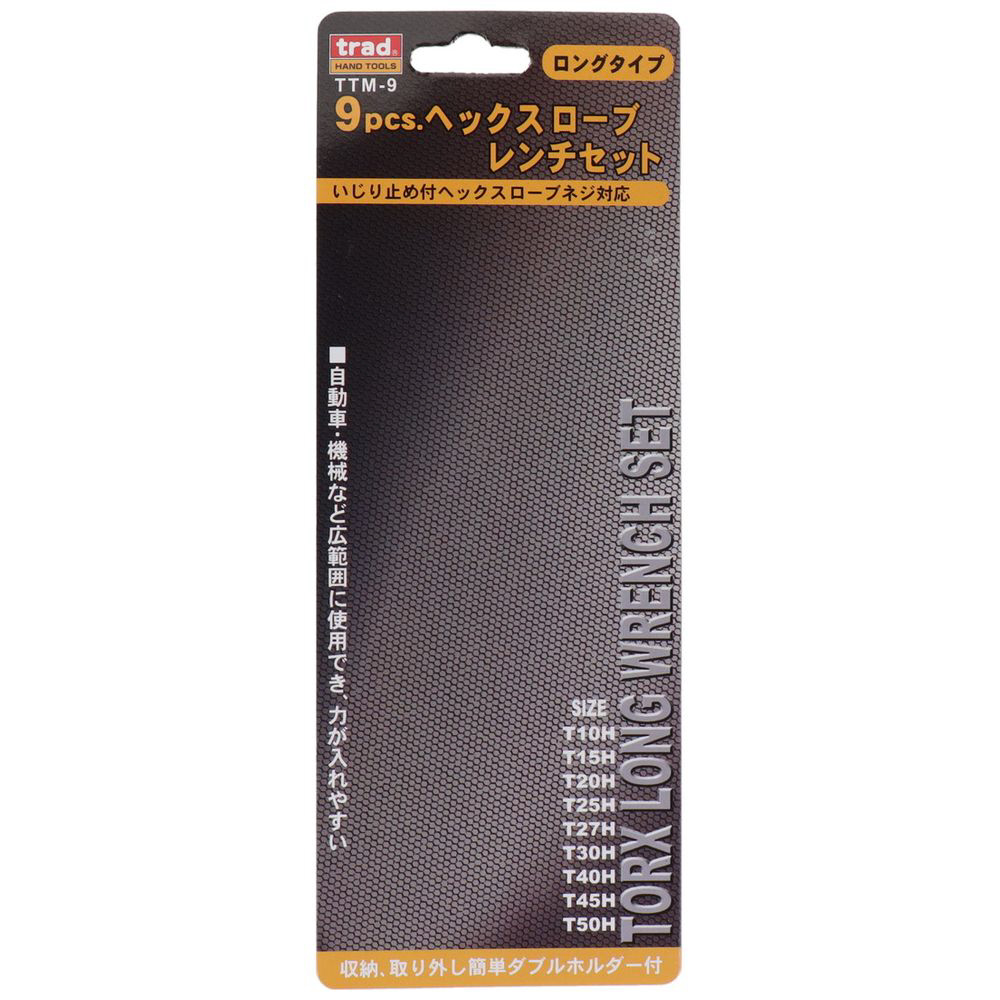 trad®
HAND TOOLS
TTM-9
ロングタイプ
9pcs.ヘックスローブ
レンチセット
いじり止め付ヘックスローブネジ対応
■自動車・機械など広範囲に使用でき、力が入れやすい
TORX LONG WRENCH SET
SIZE
T10H
T15H
T20H
T25H
T27H
T30H
T40H
T45H
T50H
収納、取り外し簡単ダブルホルダー付